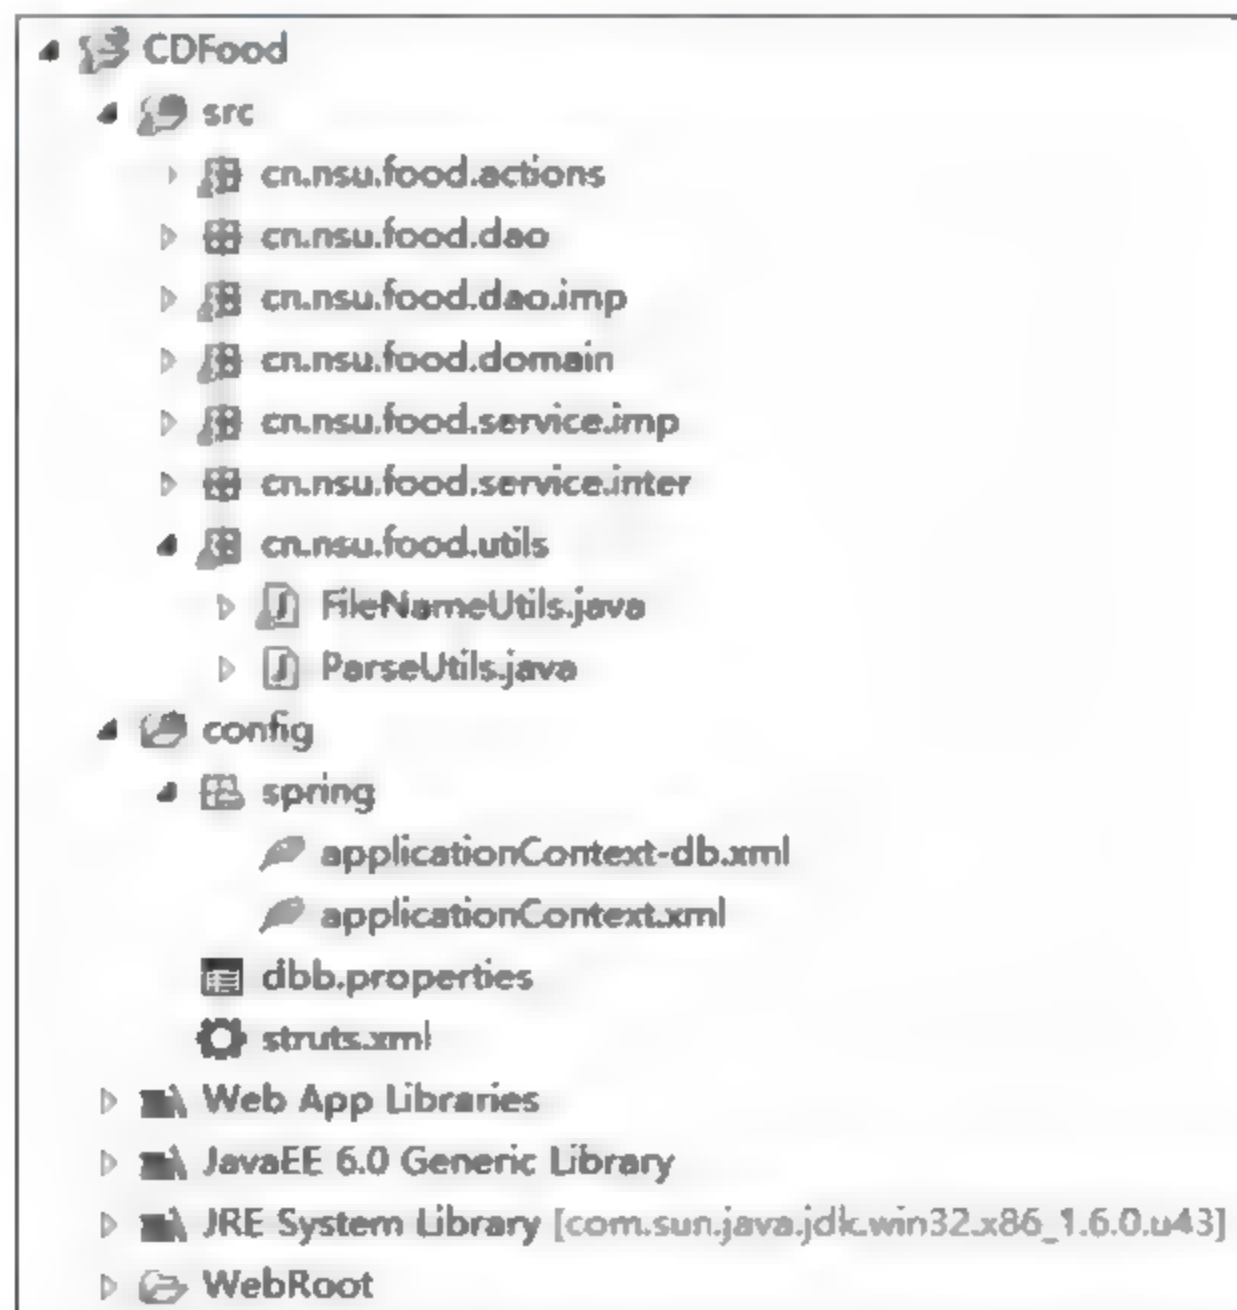 CDFood
src
cn.nsu.food.actions
cn.nsu.food.dao
cn.nsu.food.dao.imp
cn.nsu.food.domain
cn.nsu.food.service.imp
cn.nsu.food.service.inter
cn.nsu.food.utils
FileNameUtils.java
ParseUtils.java
config
spring
applicationContext-db.xml
applicationContext.xml
dbb.properties
struts.xml
Web App Libraries
JavaEE 6.0 Generic Library
JRE System Library [com.sun.java.jdk.win32.x86_1.6.0.u43]
WebRoot